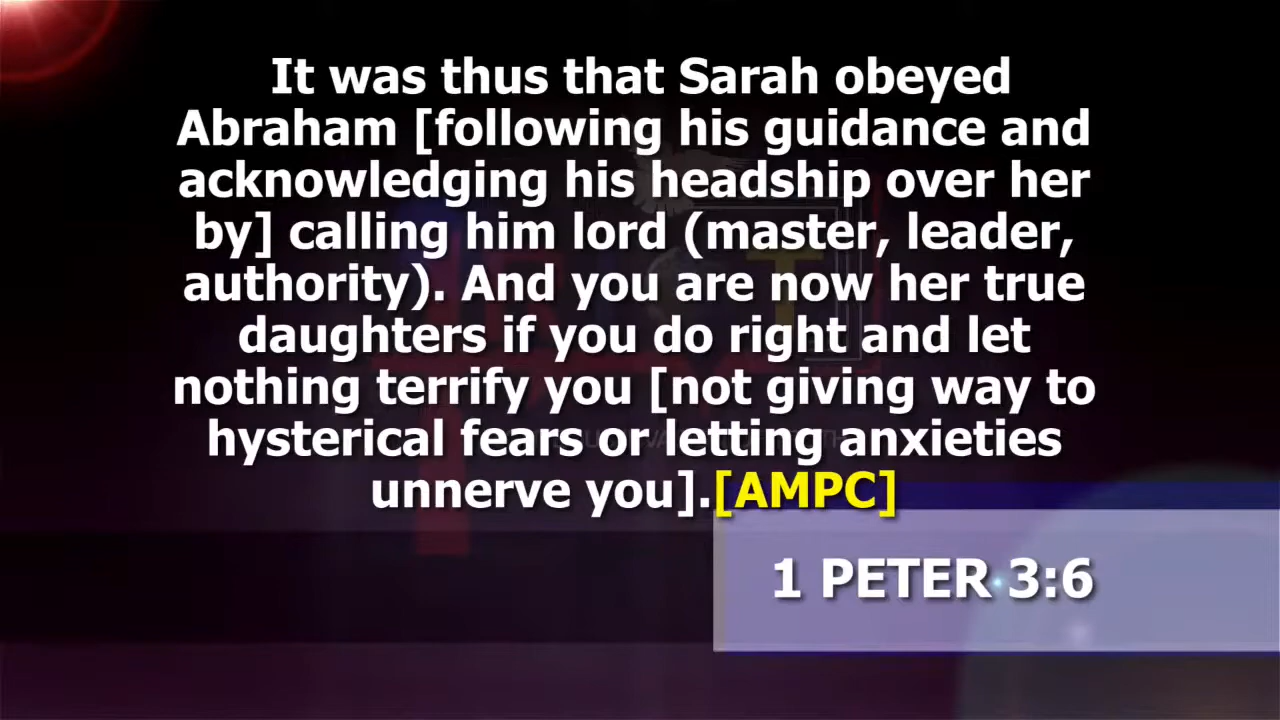 It was thus that Sarah obeyed
Abraham [following his guidance and
acknowledging his headship over her
by] calling him lord (master, leader,
authority). And you are now her true
daughters if you do right and let
nothing terrify you [not giving way to
hysterical fears or letting anxieties
unnerve you].[AMPC]
1 PETER 3:6